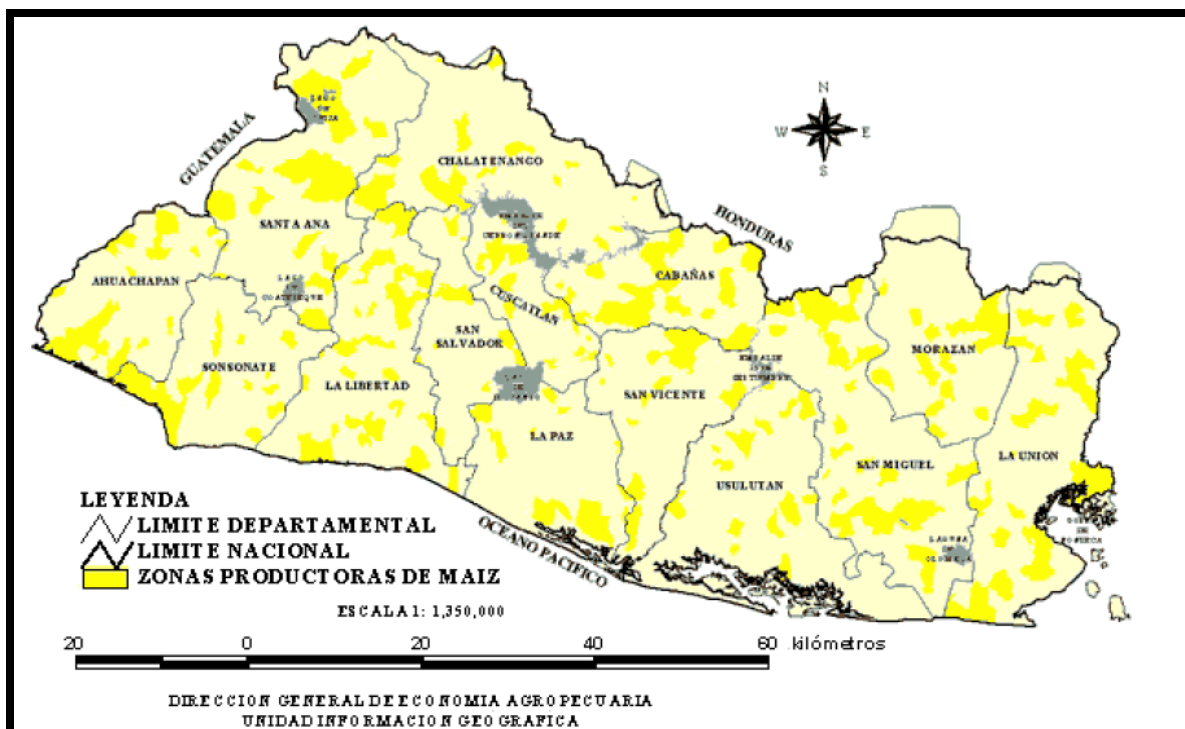 N
W E
S
GUATEMALA
CHALATENANGO
SANTA ANA
HONDURAS
AHUACHAPAN
CABAÑAS
CUSCATLAN
SAN
SALVADOR
SONSONATE
LA LIBERTAD
MORAZAN
SAN VICENTE
LA PAZ
SAN MIGUEL
LA UNION
USULUTAN
OCEANO PACIFICO
LEYENDA
LIMITE DEPARTAMENTAL
LIMITE NACIONAL
ZONAS PRODUCTORAS DE MAIZ
ESCALA 1: 1,350,000
20 0 20 40 60 kilómetros
DIRECCION GENERAL DE ECONOMIA AGROPECUARIA
UNIDAD INFORMACION GEOGRAFICA